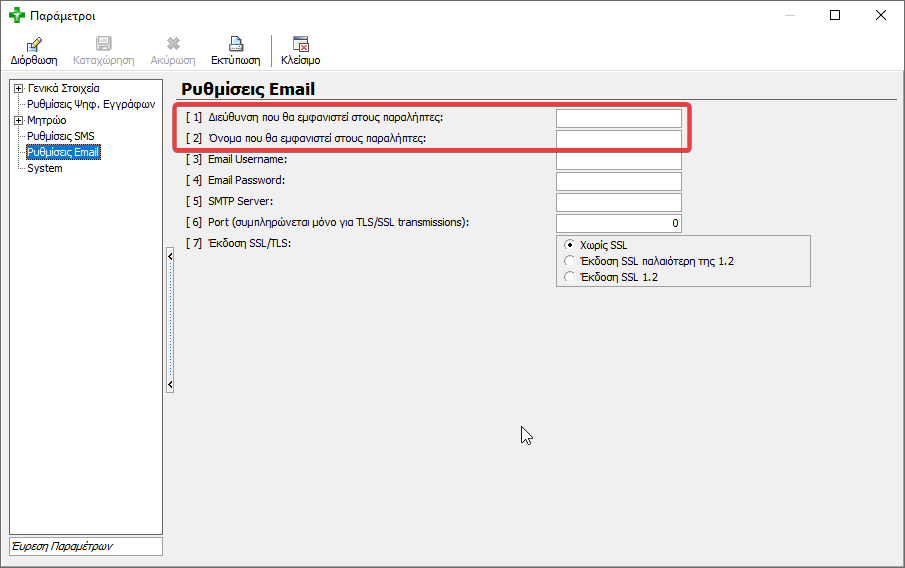 Παράμετροι
Διόρθωση Καταχώρηση Ακύρωση Εκτύπωση Κλείσιμο
Γενικά Στοιχεία
Ρυθμίσεις Ψηφ. Εγγράφων
Μητρώο
Ρυθμίσεις SMS
Ρυθμίσεις Email
System
Έυρεση Παραμέτρων
Ρυθμίσεις Email
[ 1] Διεύθυνση που θα εμφανιστεί στους παραλήπτες:
[ 2] Όνομα που θα εμφανιστεί στους παραλήπτες:
[ 3] Email Username:
[ 4] Email Password:
[ 5] SMTP Server:
[ 6] Port (συμπληρώνεται μόνο για TLS/SSL transmissions): 0
[ 7] Έκδοση SSL/TLS:
Χωρίς SSL
Έκδοση SSL παλαιότερη της 1.2
Έκδοση SSL 1.2